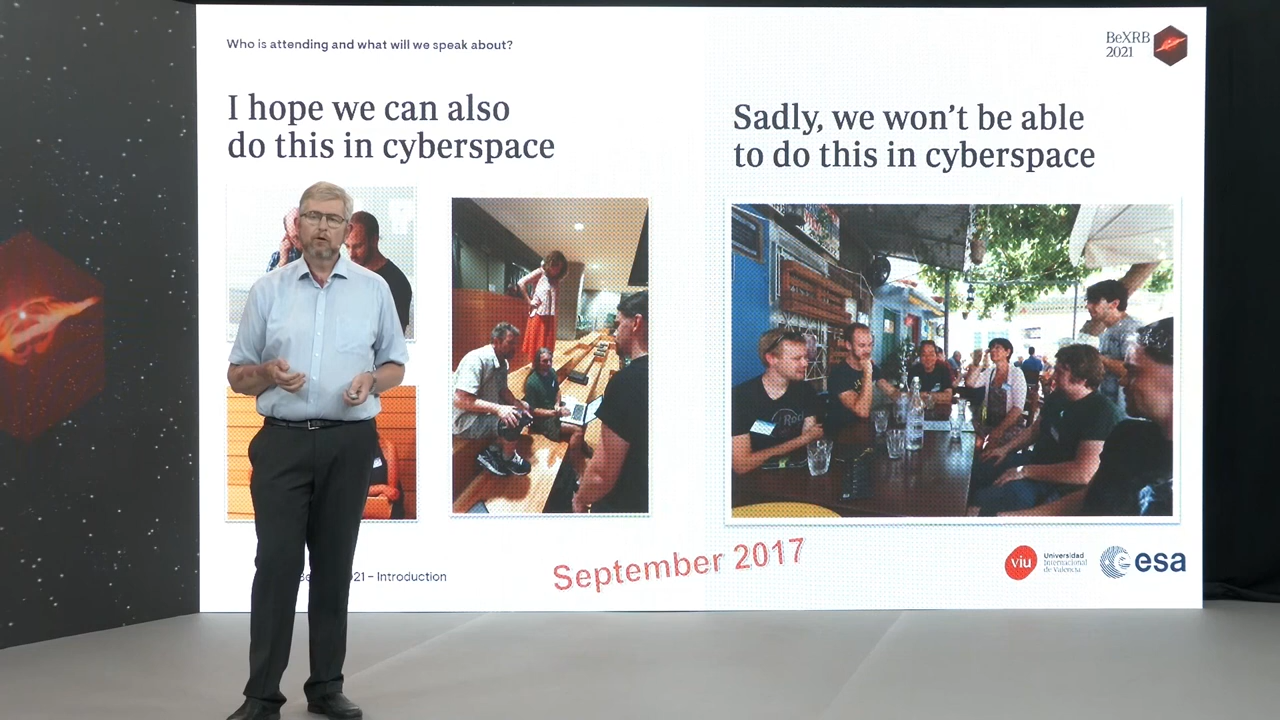 Who is attending and what will we speak about?
BeXRB
2021
I hope we can also
do this in cyberspace
Sadly, we won't be able
to do this in cyberspace
September 2017
2021 – Introduction
viu
Universidad
Internacional
de Valencia
esa